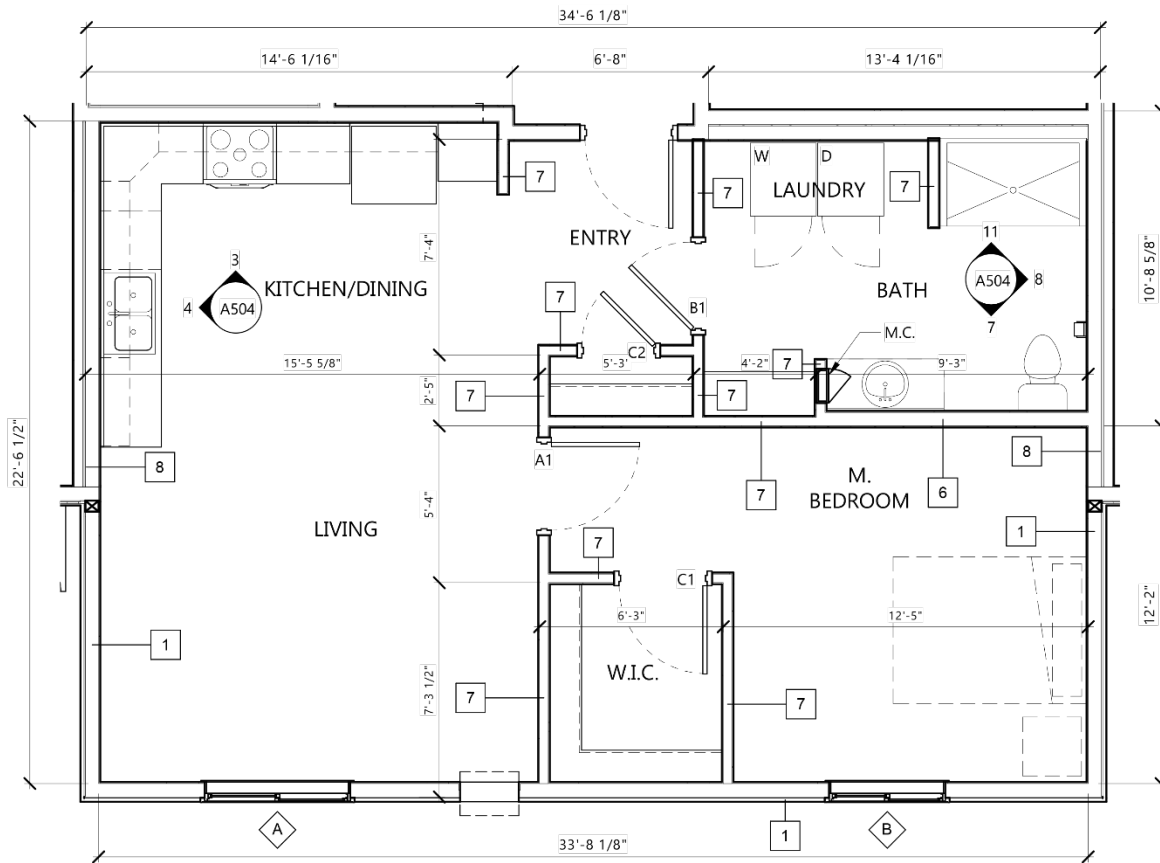 34'-6 1/8"
14'-6 1/16"
6'-8"
13'-4 1/16"
W
D
LAUNDRY
7
7
7
ENTRY
11
3
KITCHEN/DINING
A504
4
7'-4"
BATH
A504
8
7
10'-8 5/8"
7
B1
M.C.
C2
15'-5 5/8"
5'-3"
4'-2"
7
9'-3"
2'-5"
7
7
22'-6 1/2"
8
A1
M.
BEDROOM
8
7
6
LIVING
5'-4"
1
7
C1
6'-3"
12'-5"
12'-2"
1
W.I.C.
7'-3 1/2"
7
7
A
1
B
33'-8 1/8"